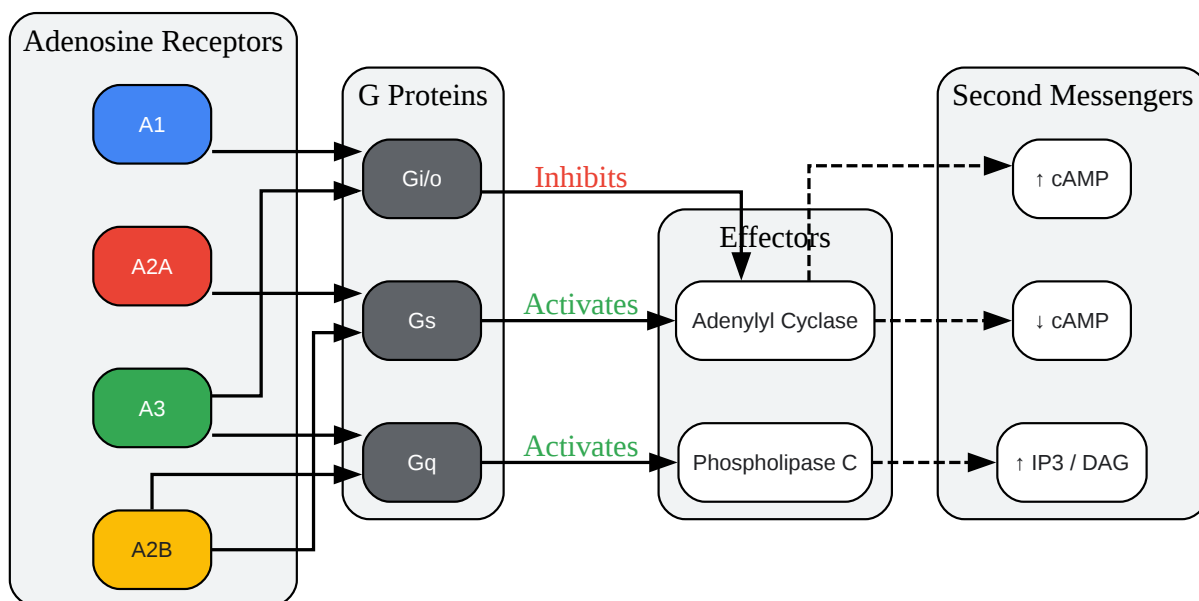 Adenosine Receptors
A1
A2A
A3
A2B
G Proteins
Gi/o
Gs
Gq
Inhibits
Activates
Activates
Effectors
Adenylyl Cyclase
Phospholipase C
Second Messengers
↑ cAMP
↓ cAMP
↑ IP3 / DAG